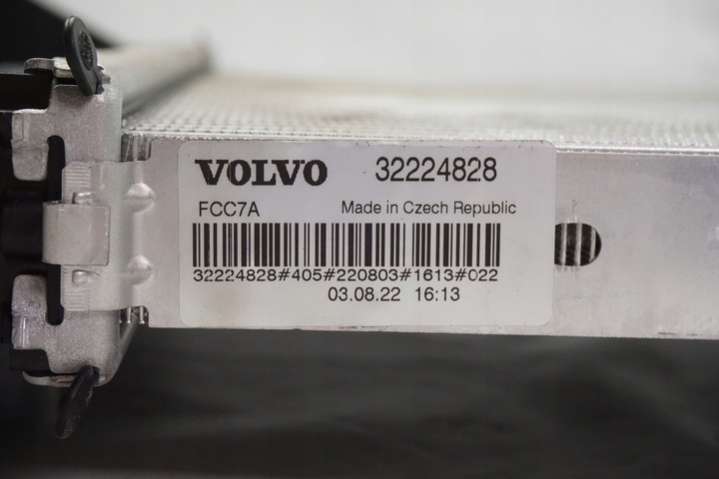 VOLVO 32224828
FCC7A Made in Czech Republic
32224828#405#220803#1613#022
03.08.22 16:13